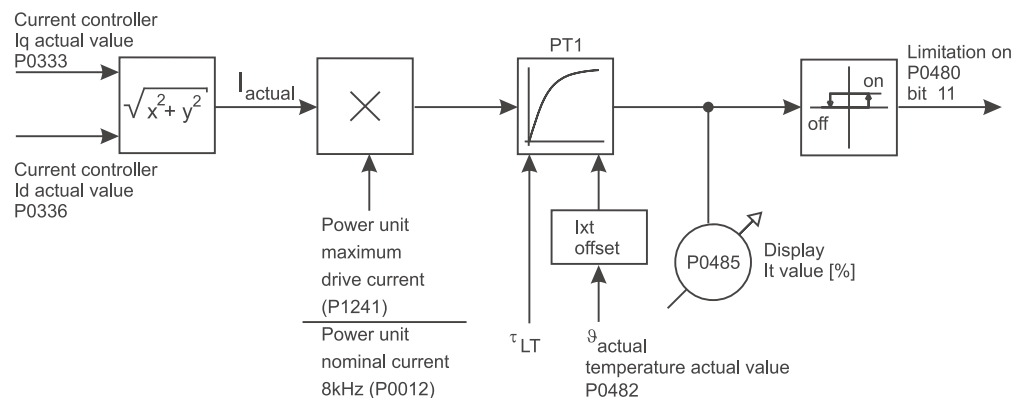 Current controller
Iq actual value
P0333
√x²+ y²
Current controller
Id actual value
P0336
Iactual
Power unit
maximum
drive current
(P1241)
Power unit
nominal current
8kHz (P0012)
PT1
τLT
Ixt
offset
ϑactual
temperature actual value
P0482
P0485
Display
It value [%]
on
off
Limitation on
P0480
bit 11